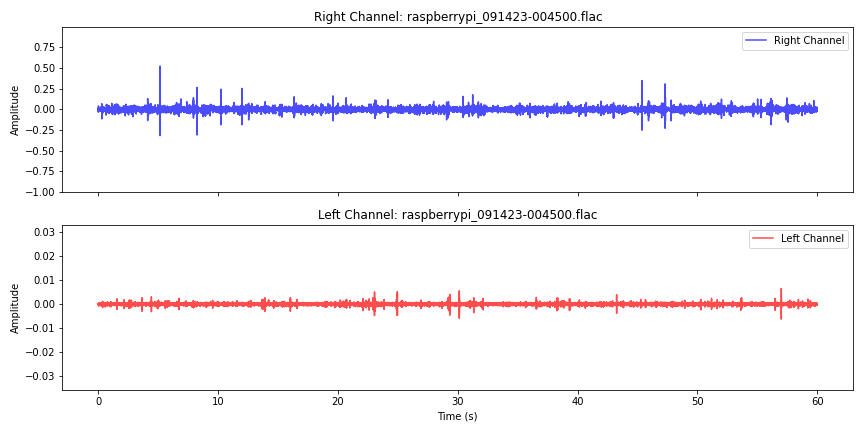 Right Channel: raspberrypi_091423-004500.flac
Right Channel
Amplitude
0.75
0.50
0.25
0.00
−0.25
−0.50
−0.75
−1.00
Left Channel: raspberrypi_091423-004500.flac
Left Channel
Amplitude
0.03
0.02
0.01
0.00
−0.01
−0.02
−0.03
0 10 20 30 40 50 60
Time (s)